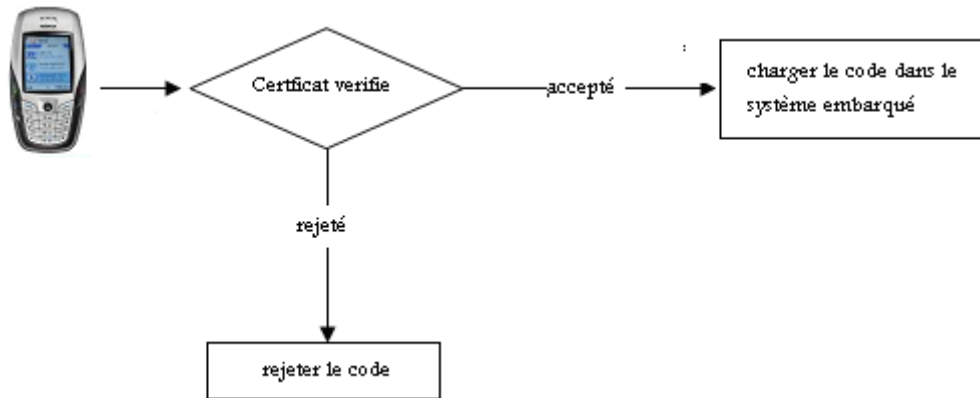 Certficat verifie
accepté
charger le code dans le
système embarqué
rejeté
rejeter le code